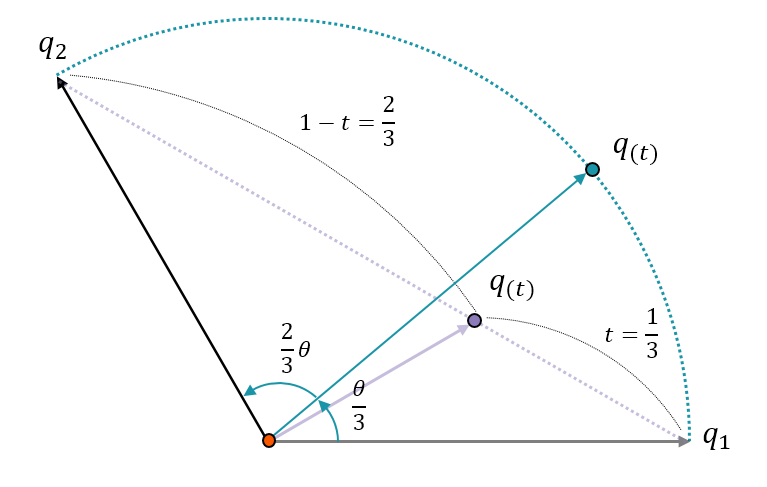 q₂
1 − t = 2/3
q₍ₜ₎
q₍ₜ₎
t = 1/3
2/3 θ
θ/3
q₁